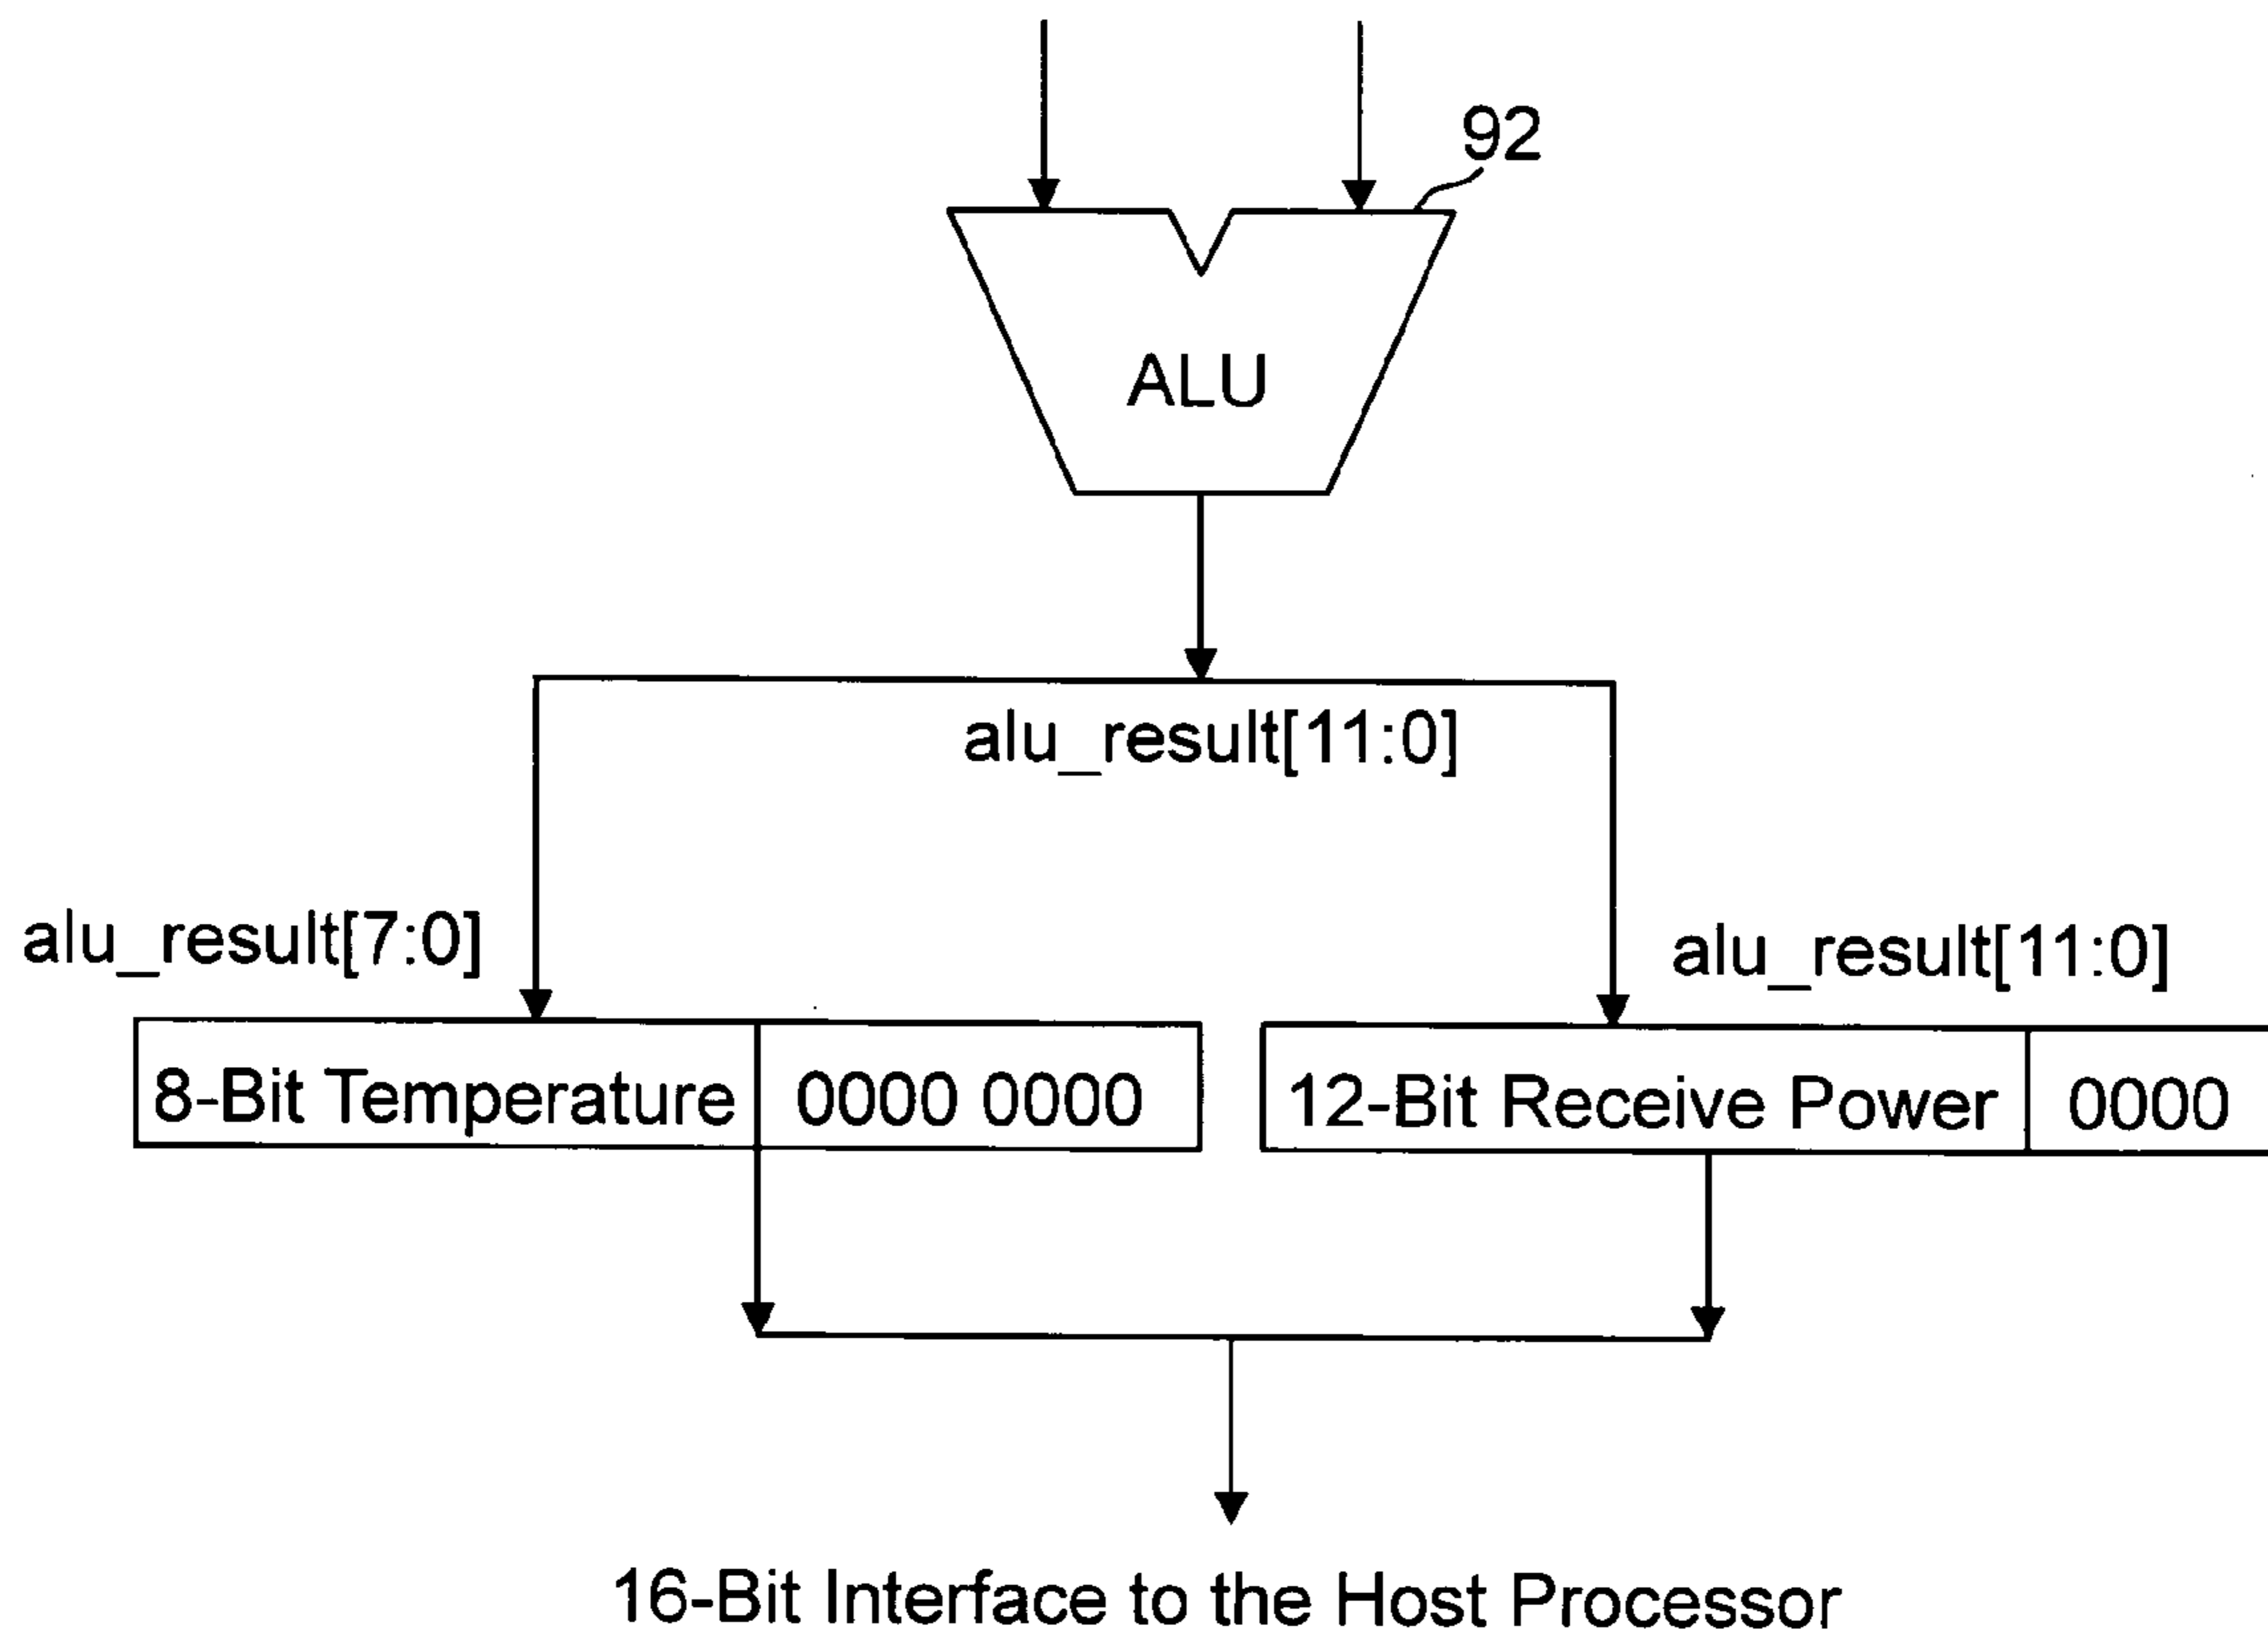 92
ALU
alu_result[11:0]
alu_result[7:0]
alu_result[11:0]
8-Bit Temperature 0000 0000 12-Bit Receive Power 0000
16-Bit Interface to the Host Processor